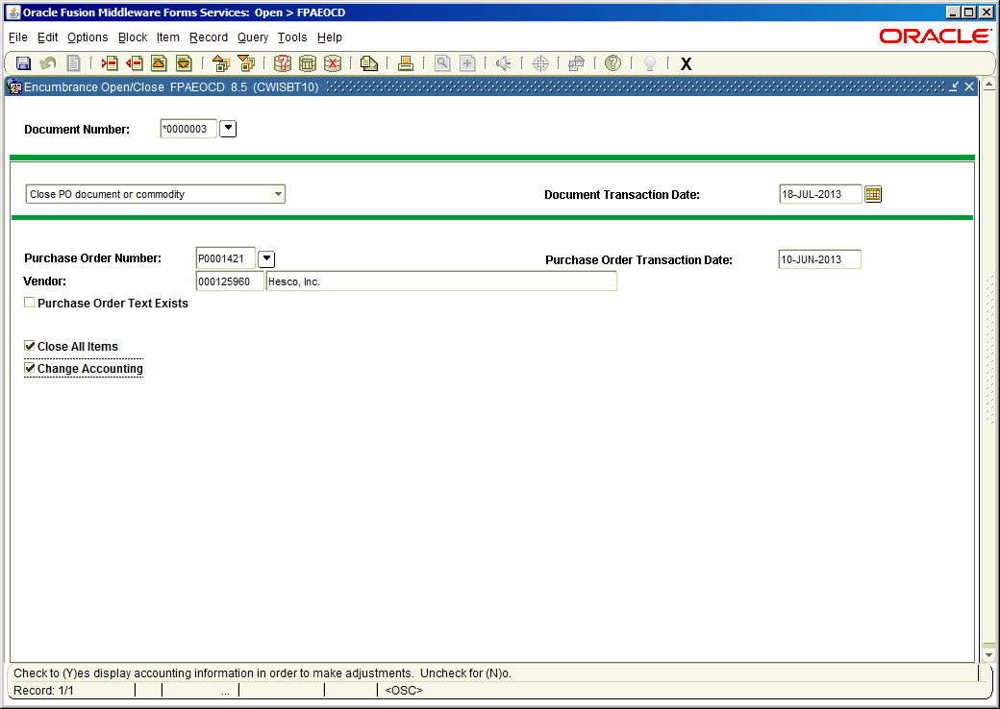 Oracle Fusion Middleware Forms Services: Open > FPAEOCD
File Edit Options Block Item Record Query Tools Help
ORACLE
X
Encumbrance Open/Close FPAEOCD 8.5 (CWISBT10)
Document Number: *0000003
Close PO document or commodity Document Transaction Date: 18-JUL-2013
Purchase Order Number: P0001421 Purchase Order Transaction Date: 10-JUN-2013
Vendor: 000125960 Hesco, Inc.
Purchase Order Text Exists
Close All Items
Change Accounting
Check to (Y)es display accounting information in order to make adjustments. Uncheck for (N)o.
Record: 1/1 ... <OSC>